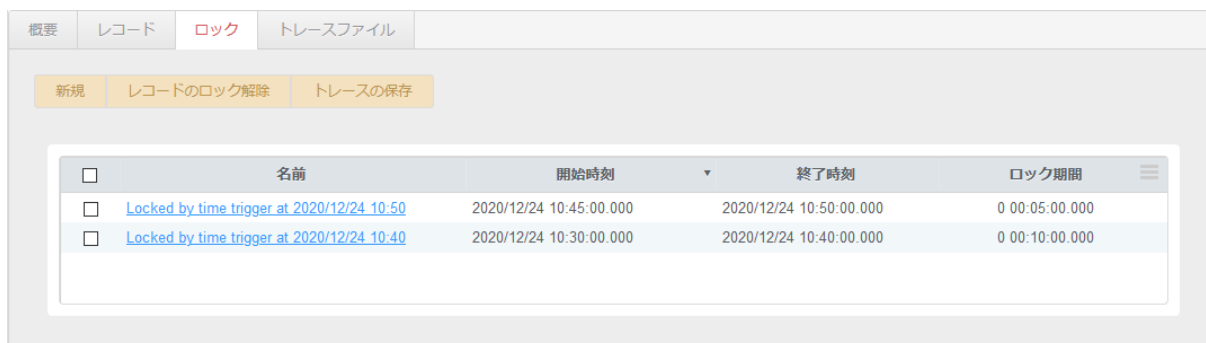 概要 レコード ロック トレースファイル
新規 レコードのロック解除 トレースの保存
名前 開始時刻 ▼ 終了時刻 ロック期間
Locked by time trigger at 2020/12/24 10:50 2020/12/24 10:45:00.000 2020/12/24 10:50:00.000 0 00:05:00.000
Locked by time trigger at 2020/12/24 10:40 2020/12/24 10:30:00.000 2020/12/24 10:40:00.000 0 00:10:00.000